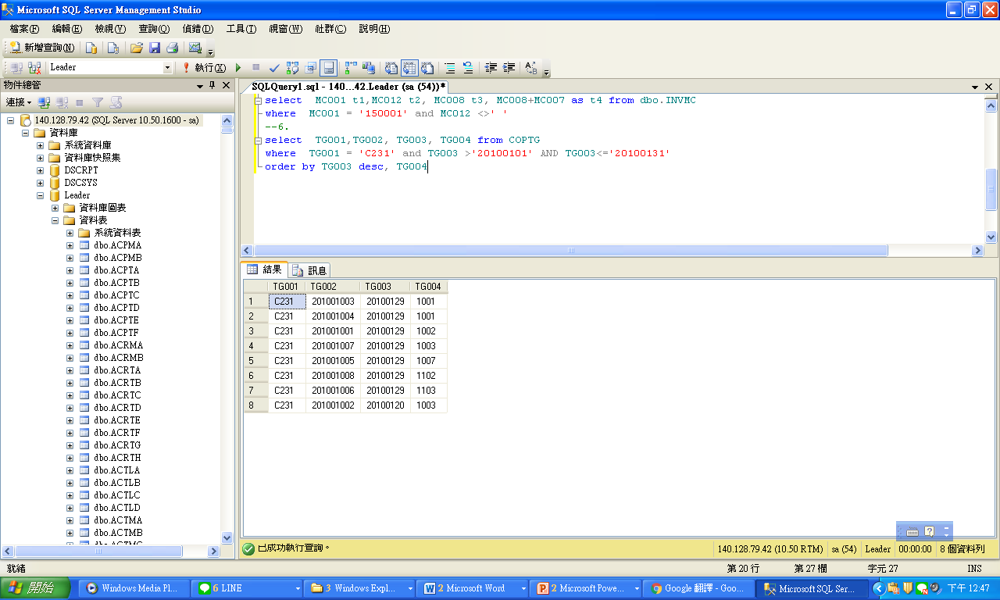 Microsoft SQL Server Management Studio
檔案(F) 編輯(E) 檢視(V) 查詢(Q) 偵錯(D) 工具(T) 視窗(W) 社群(C) 說明(H)
新增查詢(N)
Leader 執行(X)
物件總管
連接
140.128.79.42 (SQL Server 10.50.1600 - sa)
資料庫
系統資料庫
資料庫快照集
DSCRPT
DSCSYS
Leader
資料庫圖表
資料表
系統資料表
dbo.ACPMA
dbo.ACPMB
dbo.ACPTA
dbo.ACPTB
dbo.ACPTC
dbo.ACPTD
dbo.ACPTE
dbo.ACPTF
dbo.ACRMA
dbo.ACRMB
dbo.ACRTA
dbo.ACRTB
dbo.ACRTC
dbo.ACRTD
dbo.ACRTE
dbo.ACRTF
dbo.ACRTG
dbo.ACRTH
dbo.ACTLA
dbo.ACTLB
dbo.ACTLC
dbo.ACTLD
dbo.ACTMA
dbo.ACTMB
dbo.ACTMC
SQLQuery1.sql - 140...42.Leader (sa (54))*
select MC001 t1,MC012 t2, MC008 t3, MC008+MC007 as t4 from dbo.INVMC
where MC001 = '150001' and MC012 <>' '
--6.
select TG001,TG002, TG003, TG004 from COPTG
where TG001 = 'C231' and TG003 >'20100101' AND TG003<='20100131'
order by TG003 desc, TG004
結果 訊息
TG001 TG002 TG003 TG004
1 C231 201001003 20100129 1001
2 C231 201001004 20100129 1001
3 C231 201001001 20100129 1002
4 C231 201001007 20100129 1003
5 C231 201001005 20100129 1007
6 C231 201001008 20100129 1102
7 C231 201001006 20100129 1103
8 C231 201001002 20100120 1003
已成功執行查詢。 140.128.79.42 (10.50 RTM) sa (54) Leader 00:00:00 8 個資料列
就緒 第 20 行 第 27 欄 字元 27 INS
開始 Windows Media Pl... 6 LINE 3 Windows Expl... 2 Microsoft Word 2 Microsoft Powe... Google 翻譯 - Goo... Microsoft SQL Ser... 下午 12:47